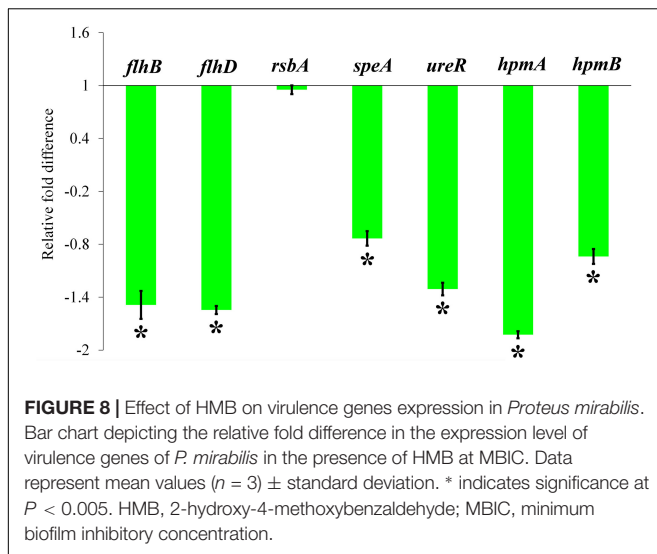 1.6
flhB flhD rsbA speA ureR hpmA hpmB
1
0.4
-0.2
-0.8
-1.4
-2
Relative fold difference
* * * * * *
FIGURE 8 | Effect of HMB on virulence genes expression in Proteus mirabilis.
Bar chart depicting the relative fold difference in the expression level of
virulence genes of P. mirabilis in the presence of HMB at MBIC. Data
represent mean values (n = 3) ± standard deviation. * indicates significance at
P < 0.005. HMB, 2-hydroxy-4-methoxybenzaldehyde; MBIC, minimum
biofilm inhibitory concentration.